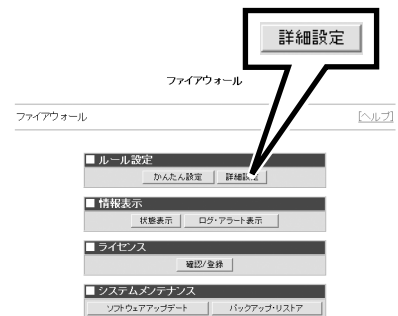 詳細設定
ファイアウォール
ファイアウォール [ヘルプ]
■ ルール設定
かんたん設定 詳細設定
■ 情報表示
状態表示 ログ・アラート表示
■ ライセンス
確認/登録
■ システムメンテナンス
ソフトウェアアップデート バックアップ・リストア